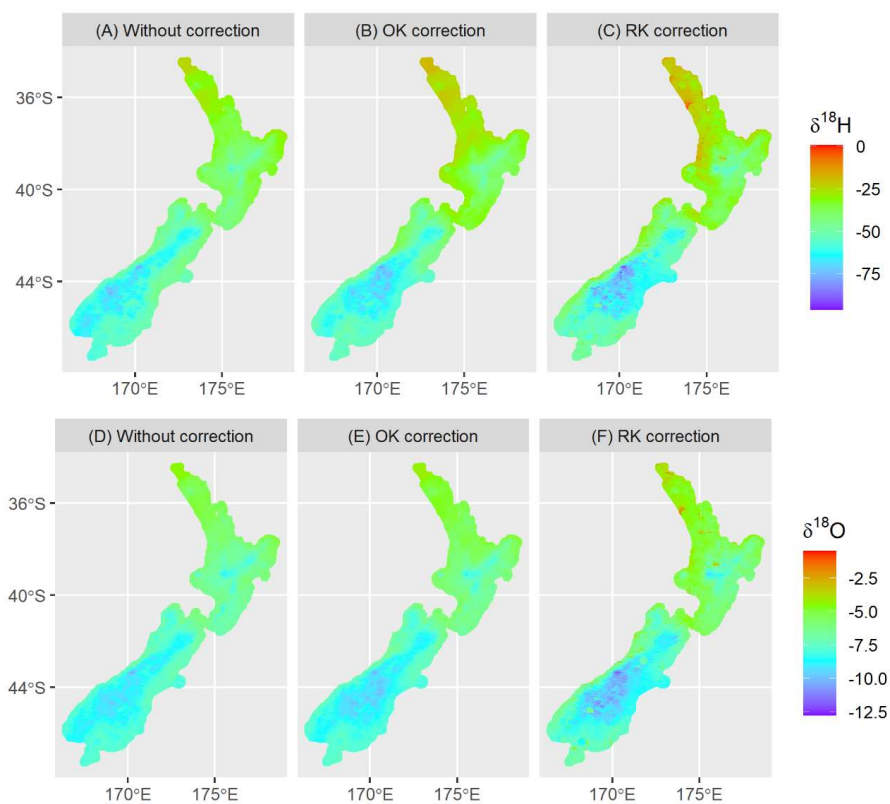 (A) Without correction
(B) OK correction
(C) RK correction
36°S
40°S
44°S
170°E 175°E 170°E 175°E 170°E 175°E
δ¹⁸H
0
-25
-50
-75
(D) Without correction
(E) OK correction
(F) RK correction
36°S
40°S
44°S
170°E 175°E 170°E 175°E 170°E 175°E
δ¹⁸O
-2.5
-5.0
-7.5
-10.0
-12.5